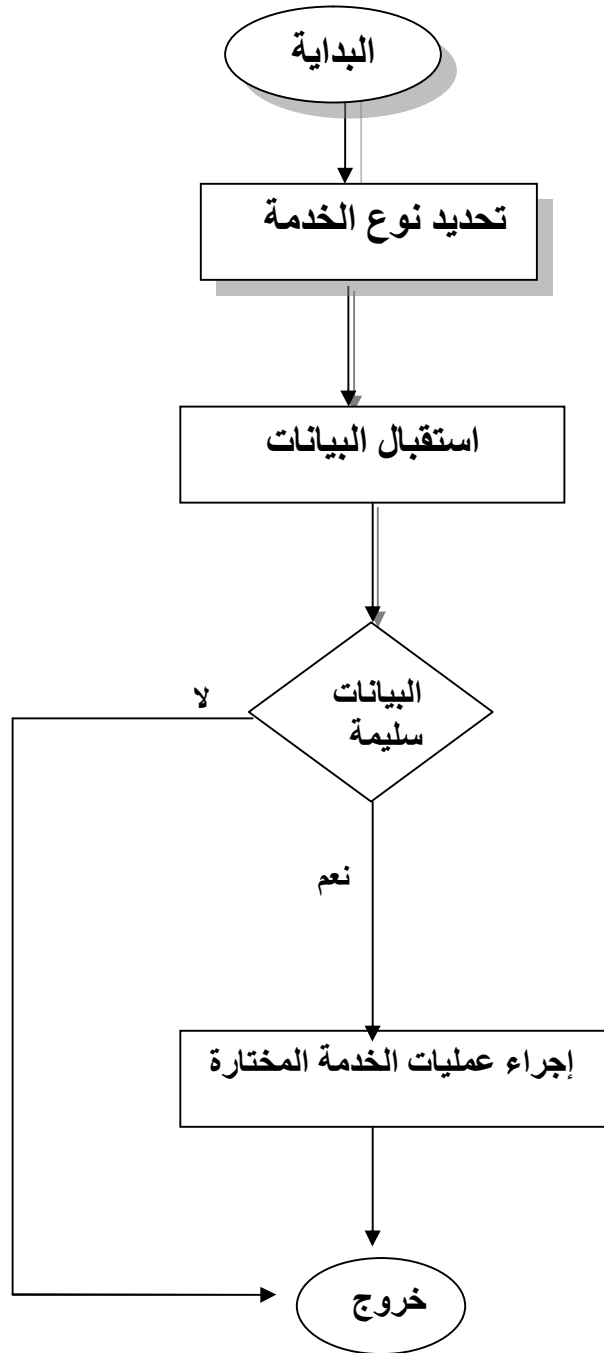 البداية
تحديد نوع الخدمة
استقبال البيانات
البيانات
سليمة
لا
نعم
إجراء عمليات الخدمة المختارة
خروج